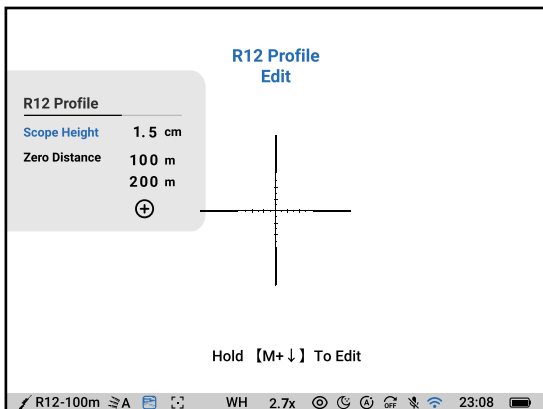 R12 Profile
Edit
R12 Profile
Scope Height 1.5 cm
Zero Distance 100 m
200 m
Hold 【M+↓】 To Edit
R12-100m A WH 2.7x A OFF 23:08